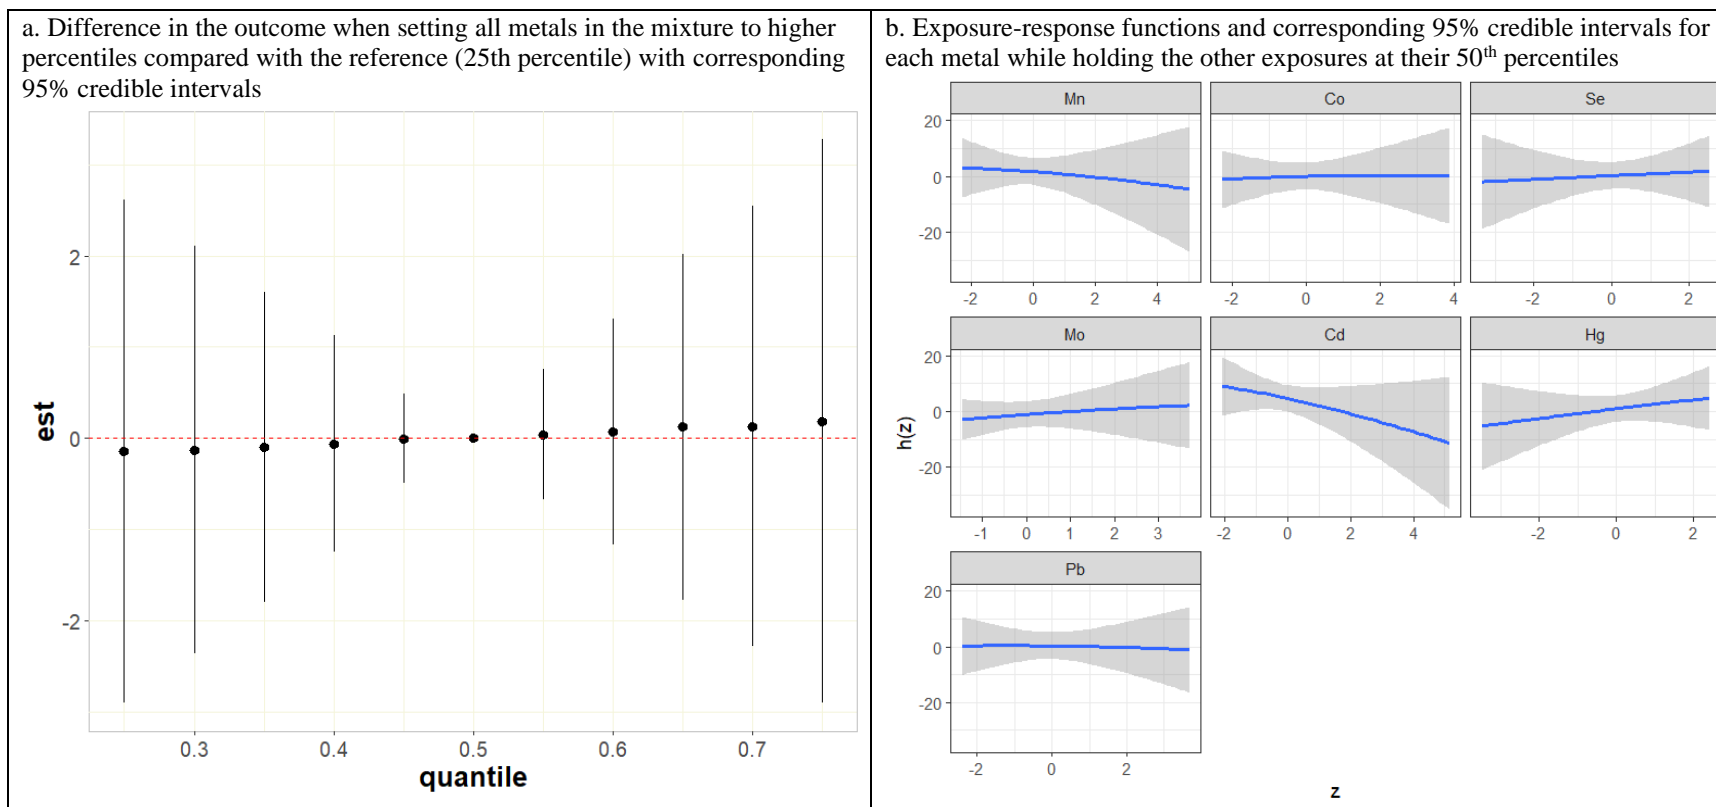 a. Difference in the outcome when setting all metals in the mixture to higher
percentiles compared with the reference (25th percentile) with corresponding
95% credible intervals
est
2
0
-2
0.3 0.4 0.5 0.6 0.7
quantile
b. Exposure-response functions and corresponding 95% credible intervals for
each metal while holding the other exposures at their 50th percentiles
Mn Co Se
20
0
-20
-2 0 2 4 -2 0 2 4 -2 0 2
Mo Cd Hg
20
0
-20
h(z)
-1 0 1 2 3 -2 0 2 4 -2 0 2
Pb
20
0
-20
-2 0 2
z